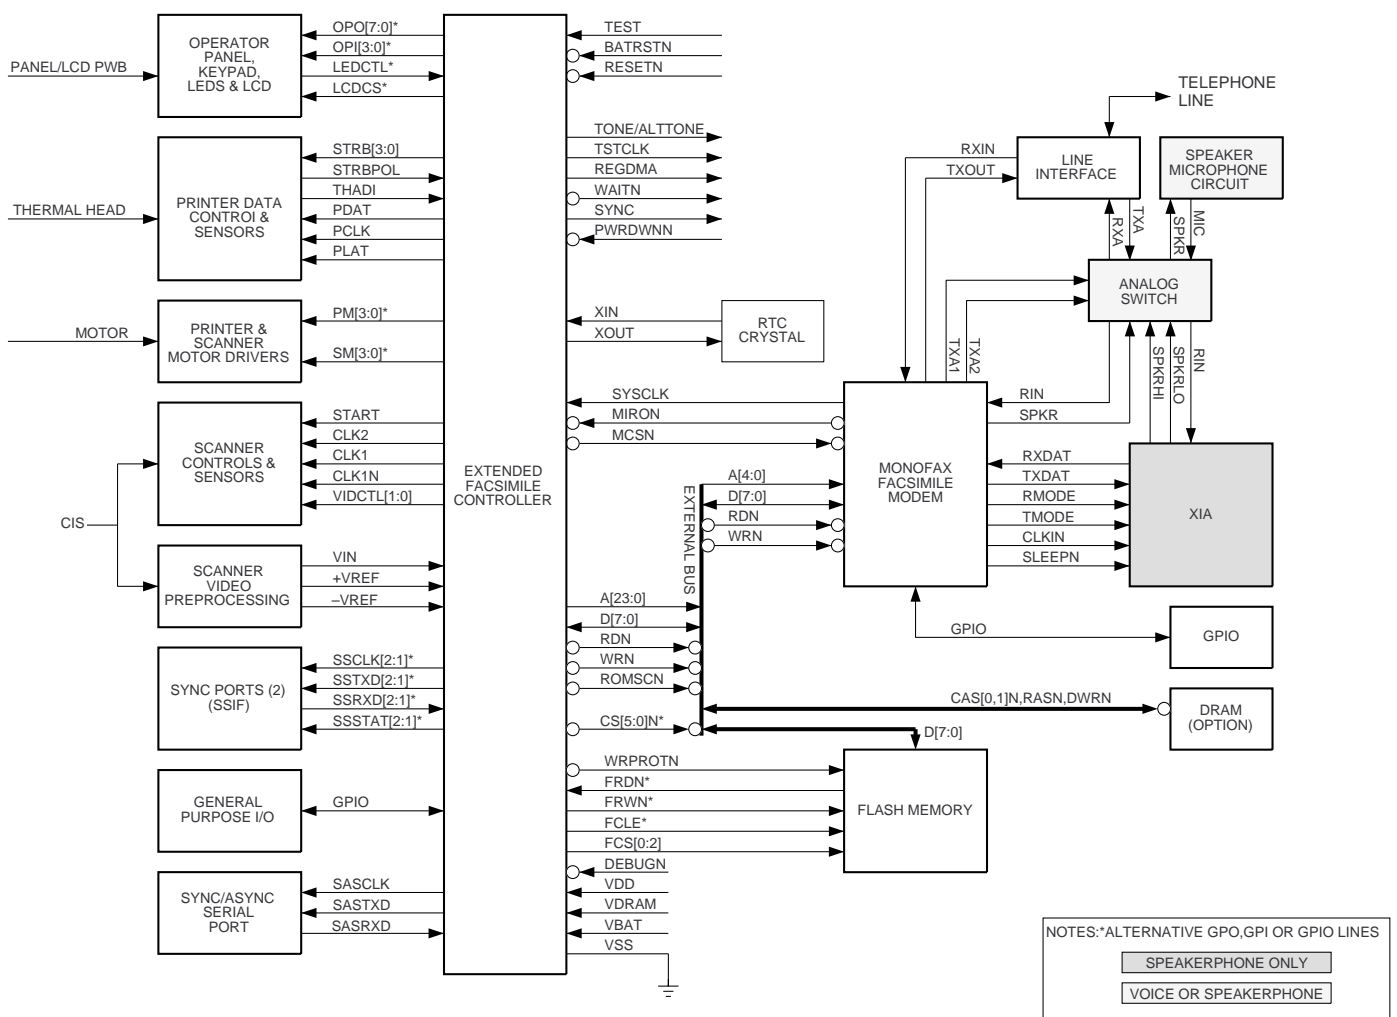 PANEL/LCD PWB
OPERATOR
PANEL,
KEYPAD,
LEDS & LCD
OPO[7:0]*
OPI[3:0]*
LEDCTL*
LCDCS*
THERMAL HEAD
PRINTER DATA
CONTROl &
SENSORS
STRB[3:0]
STRBPOL
THADI
PDAT
PCLK
PLAT
MOTOR
PRINTER &
SCANNER
MOTOR DRIVERS
PM[3:0]*
SM[3:0]*
CIS
SCANNER
CONTROLS &
SENSORS
START
CLK2
CLK1
CLK1N
VIDCTL[1:0]
SCANNER
VIDEO
PREPROCESSING
VIN
+VREF
–VREF
SYNC PORTS (2)
(SSIF)
SSCLK[2:1]*
SSTXD[2:1]*
SSRXD[2:1]*
SSSTAT[2:1]*
GENERAL
PURPOSE I/O
GPIO
SYNC/ASYNC
SERIAL
PORT
SASCLK
SASTXD
SASRXD
EXTENDED
FACSIMILE
CONTROLLER
TEST
BATRSTN
RESETN
TONE/ALTTONE
TSTCLK
REGDMA
WAITN
SYNC
PWRDWNN
XIN
XOUT
RTC
CRYSTAL
SYSCLK
MIRON
MCSN
EXTERNAL BUS
A[4:0]
D[7:0]
RDN
WRN
A[23:0]
D[7:0]
RDN
WRN
ROMSCN
CS[5:0]N*
WRPROTN
FRDN*
FRWN*
FCLE*
FCS[0:2]
DEBUGN
VDD
VDRAM
VBAT
VSS
D[7:0]
FLASH MEMORY
MONOFAX
FACSIMILE
MODEM
RXIN
TXOUT
TXA1
TXA2
LINE
INTERFACE
TELEPHONE
LINE
SPEAKER
MICROPHONE
CIRCUIT
RXA
TXA
SPKR
MIC
ANALOG
SWITCH
SPKRHI
SPKRLO
RIN
RIN
SPKR
RXDAT
TXDAT
RMODE
TMODE
CLKIN
SLEEPN
XIA
GPIO
GPIO
CAS[0,1]N,RASN,DWRN
DRAM
(OPTION)
NOTES:*ALTERNATIVE GPO,GPI OR GPIO LINES
SPEAKERPHONE ONLY
VOICE OR SPEAKERPHONE